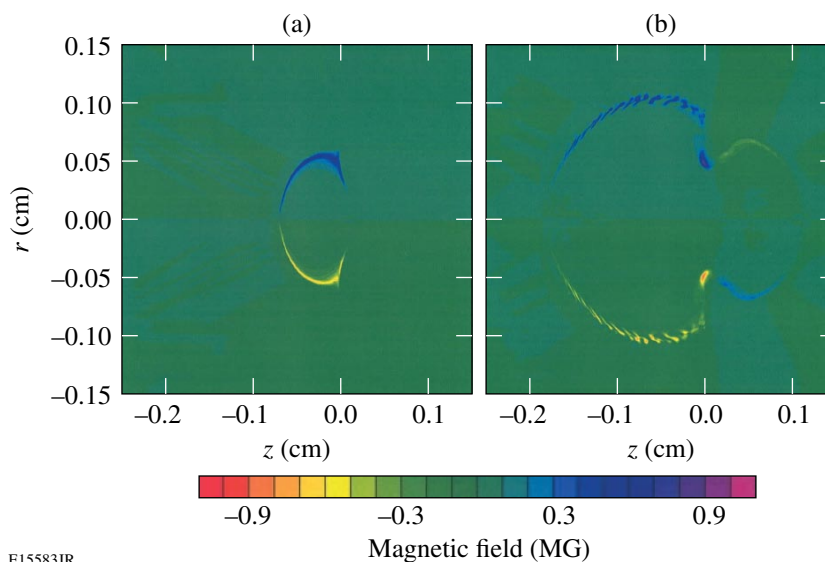 (a) (b)
0.15
0.10
0.05
0.00
–0.05
–0.10
–0.15
r (cm)
–0.2 –0.1 0.0 0.1 –0.2 –0.1 0.0 0.1
z (cm) z (cm)
–0.9 –0.3 0.3 0.9
Magnetic field (MG)
E15583JR